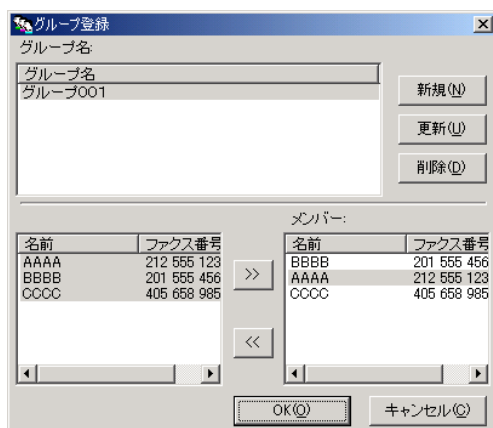 グループ登録
グループ名:
グループ名
グループ001
新規(N)
更新(U)
削除(D)
メンバー:
名前 ファクス番号
AAAA 212 555 123
BBBB 201 555 456
CCCC 405 658 985
>>
<<
名前 ファクス番号
BBBB 201 555 456
AAAA 212 555 123
CCCC 405 658 985
OK(O)
キャンセル(C)